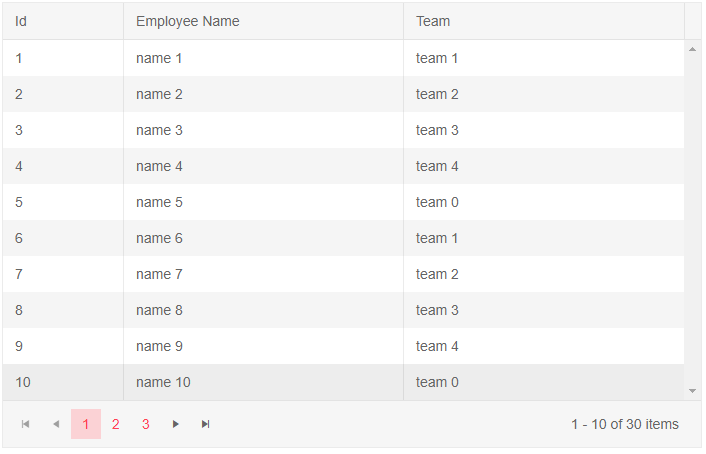 Id Employee Name Team
1 name 1 team 1
2 name 2 team 2
3 name 3 team 3
4 name 4 team 4
5 name 5 team 0
6 name 6 team 1
7 name 7 team 2
8 name 8 team 3
9 name 9 team 4
10 name 10 team 0
1 2 3 1 - 10 of 30 items